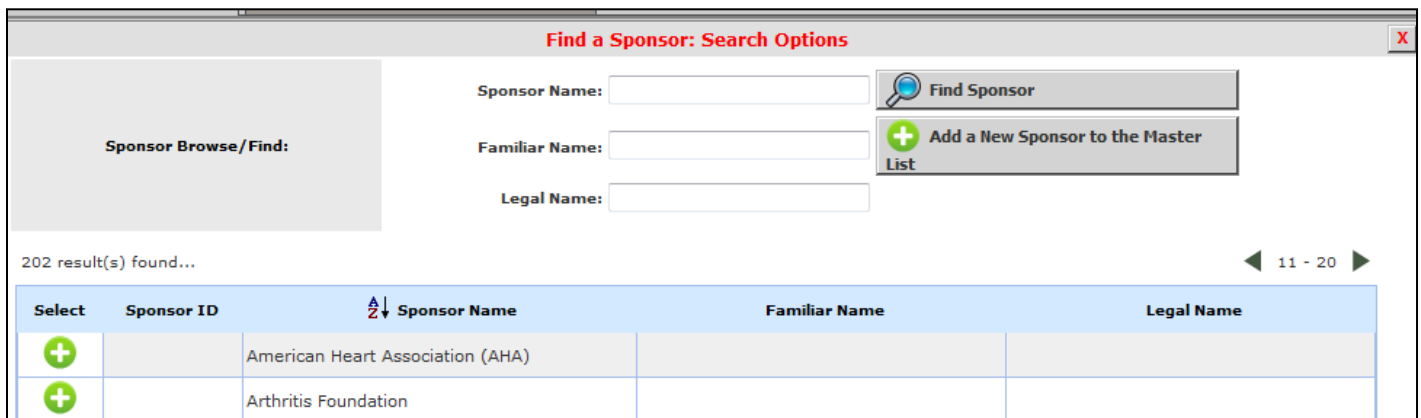 Find a Sponsor: Search Options
X
Sponsor Browse/Find:
Sponsor Name:
Find Sponsor
Familiar Name:
Add a New Sponsor to the Master
List
Legal Name:
202 result(s) found...
11 - 20
Select Sponsor ID AZ Sponsor Name Familiar Name Legal Name
American Heart Association (AHA)
Arthritis Foundation